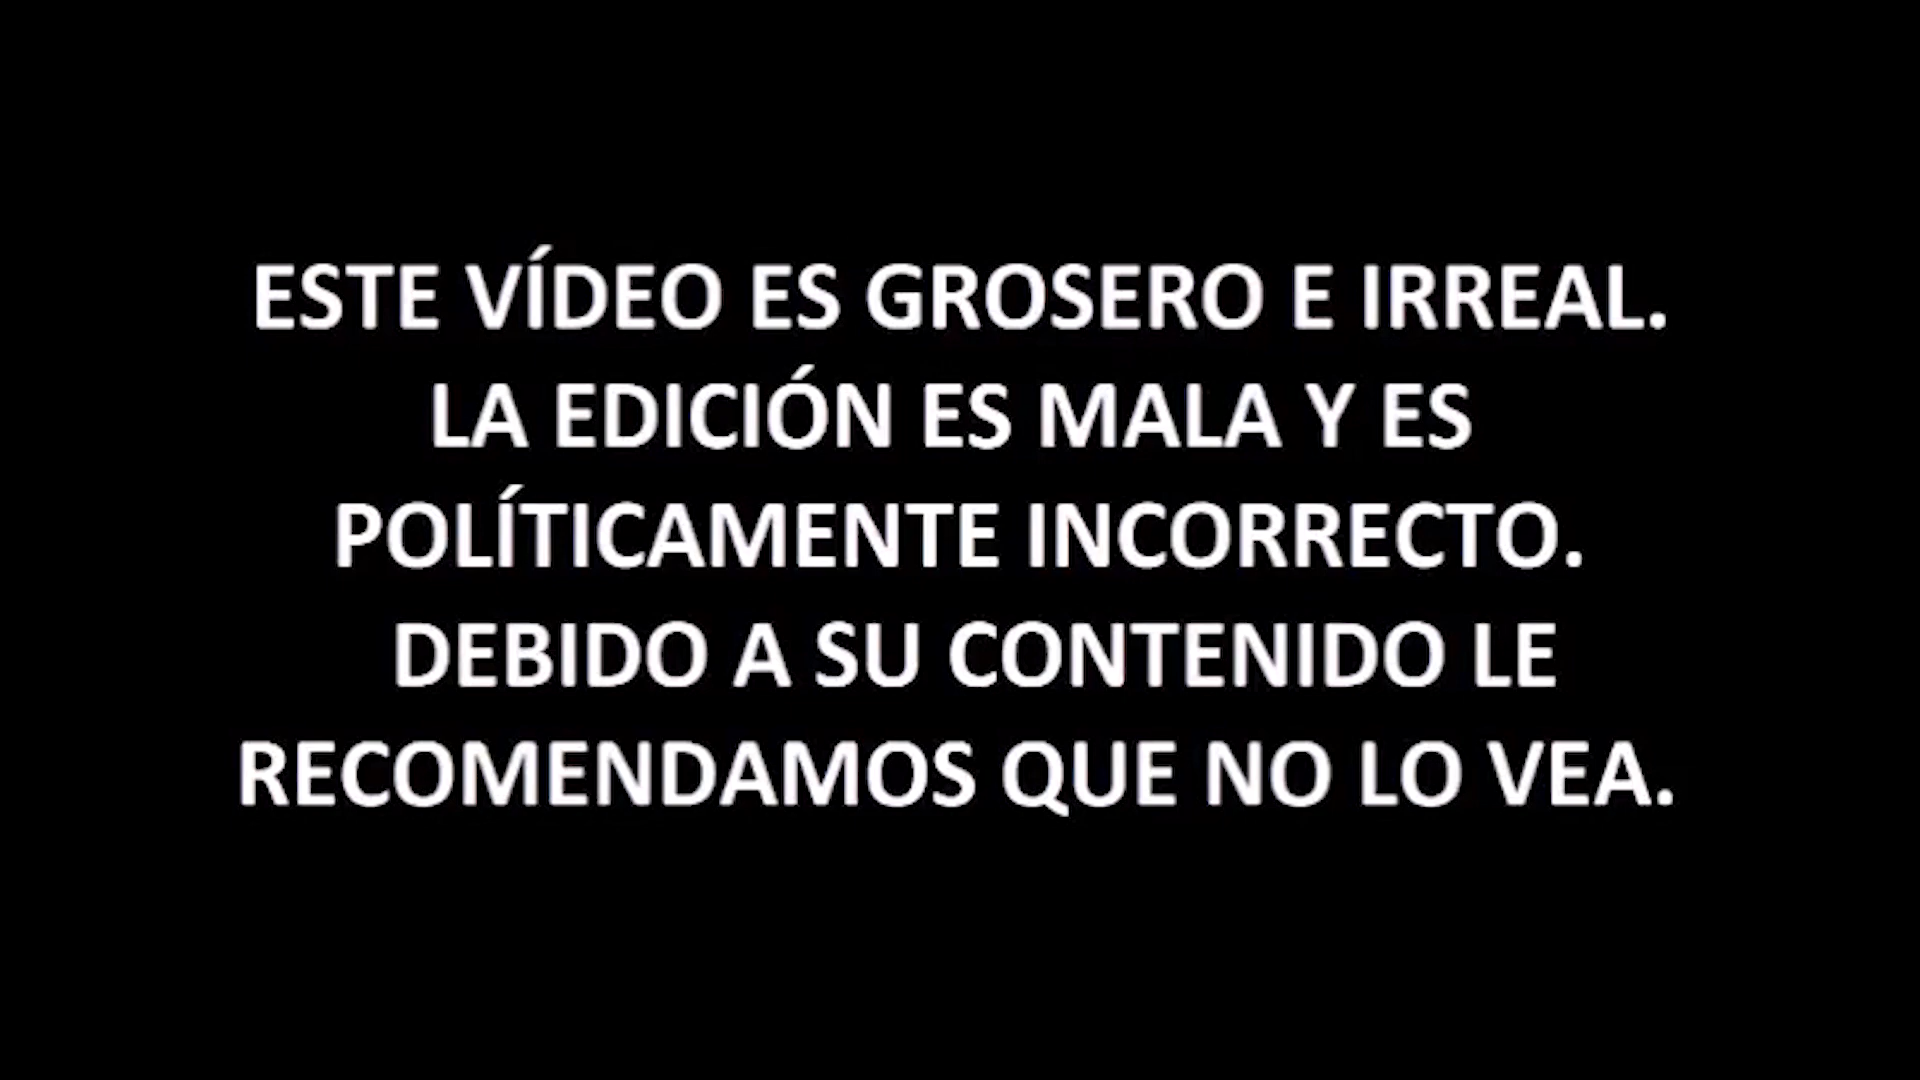 ESTE VÍDEO ES GROSERO E IRREAL.
LA EDICIÓN ES MALA Y ES
POLÍTICAMENTE INCORRECTO.
DEBIDO A SU CONTENIDO LE
RECOMENDAMOS QUE NO LO VEA.